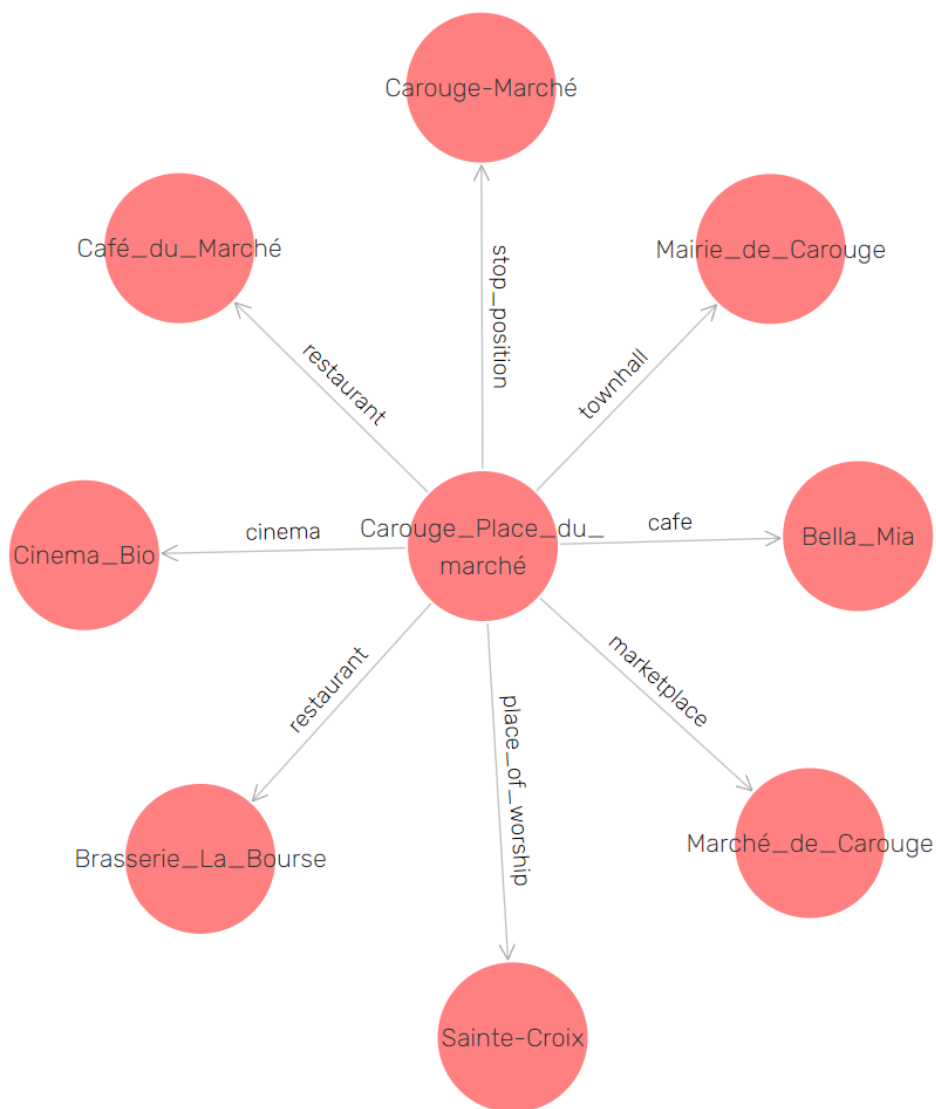 Carouge-Marché
Café_du_Marché
Mairie_de_Carouge
stop_position
restaurant
townhall
Cinema_Bio
cinema
Carouge_Place_du_
marché
cafe
Bella_Mia
restaurant
place_of_worship
marketplace
Brasserie_La_Bourse
Marché_de_Carouge
Sainte-Croix